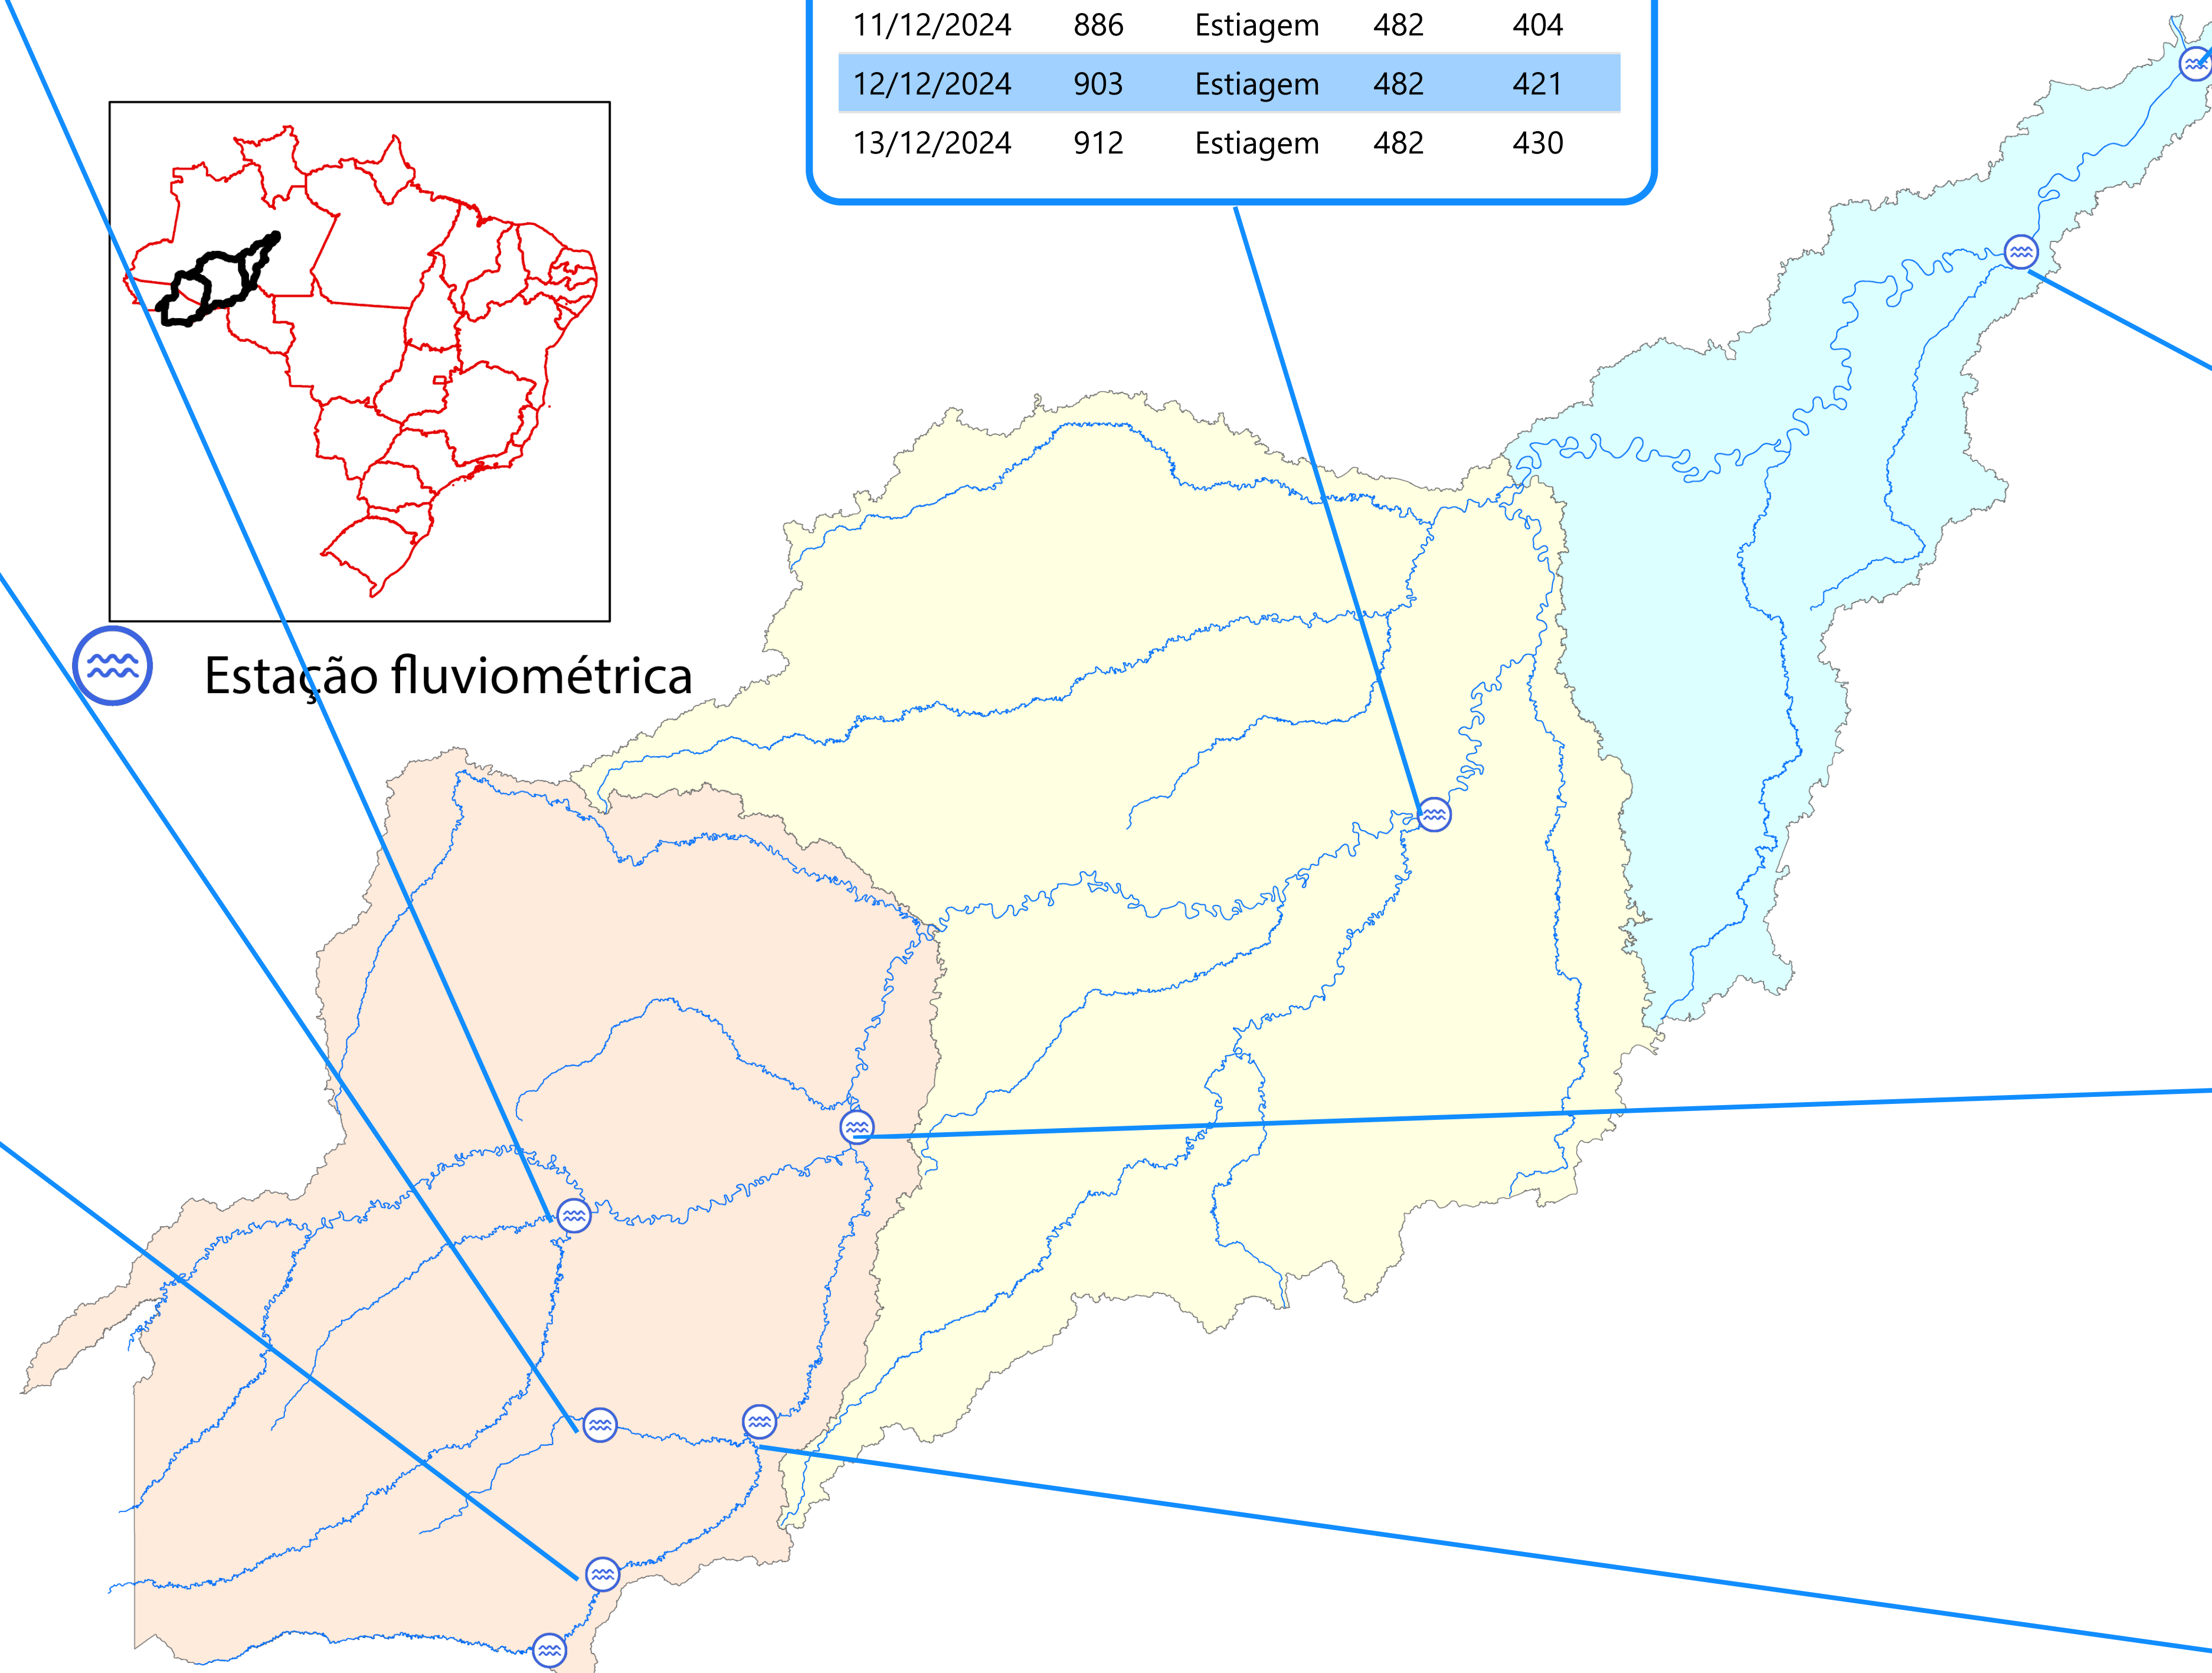 11/12/2024 886 Estiagem 482 404
12/12/2024 903 Estiagem 482 421
13/12/2024 912 Estiagem 482 430
Estação fluviométrica